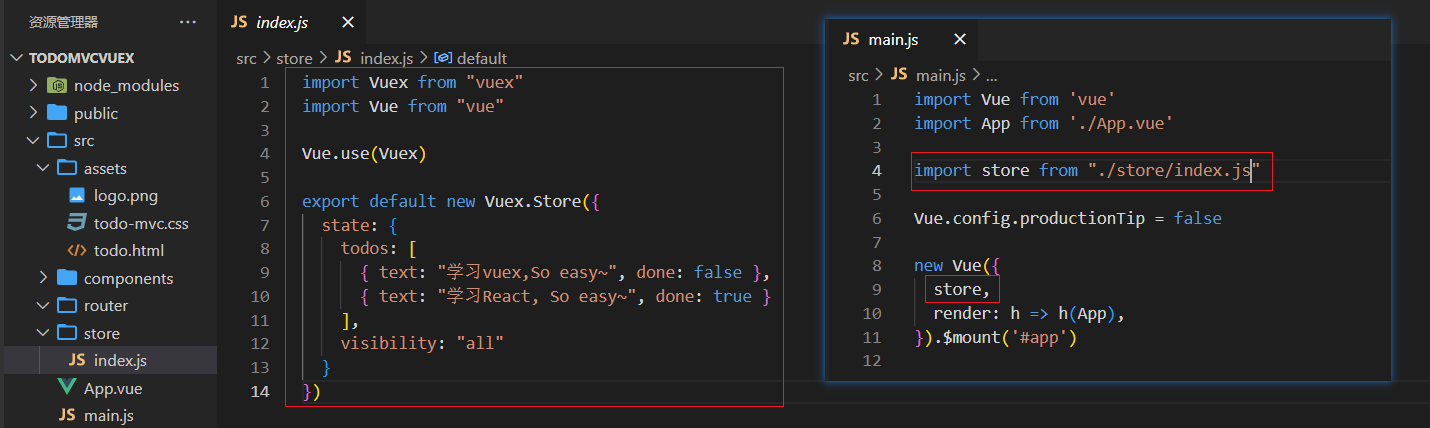 资源管理器
···
TODOMVCVUEX
node_modules
public
src
assets
logo.png
todo-mvc.css
todo.html
components
router
store
JS index.js
App.vue
JS main.js
JS index.js
src > store > JS index.js > default
1 import Vuex from "vuex"
2 import Vue from "vue"
3
4 Vue.use(Vuex)
5
6 export default new Vuex.Store({
7 state: {
8 todos: [
9 { text: "学习vuex,So easy~", done: false },
10 { text: "学习React, So easy~", done: true }
11 ],
12 visibility: "all"
13 }
14 })
JS main.js
src > JS main.js > ...
1 import Vue from 'vue'
2 import App from './App.vue'
3
4 import store from "./store/index.js"
5
6 Vue.config.productionTip = false
7
8 new Vue({
9 store,
10 render: h => h(App),
11 }).$mount('#app')
12